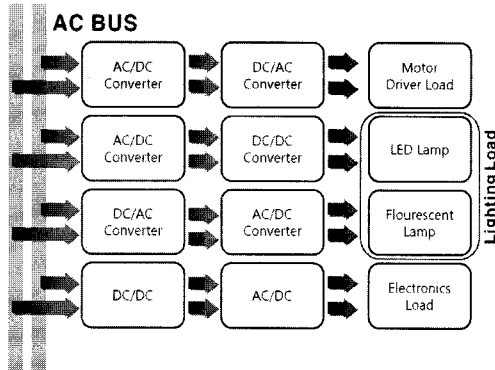 AC BUS
AC/DC
Converter
DC/AC
Converter
Motor
Driver Load
AC/DC
Converter
DC/DC
Converter
LED Lamp
DC/AC
Converter
AC/DC
Converter
Flourescent
Lamp
Lighting Load
DC/DC
AC/DC
Electronics
Load